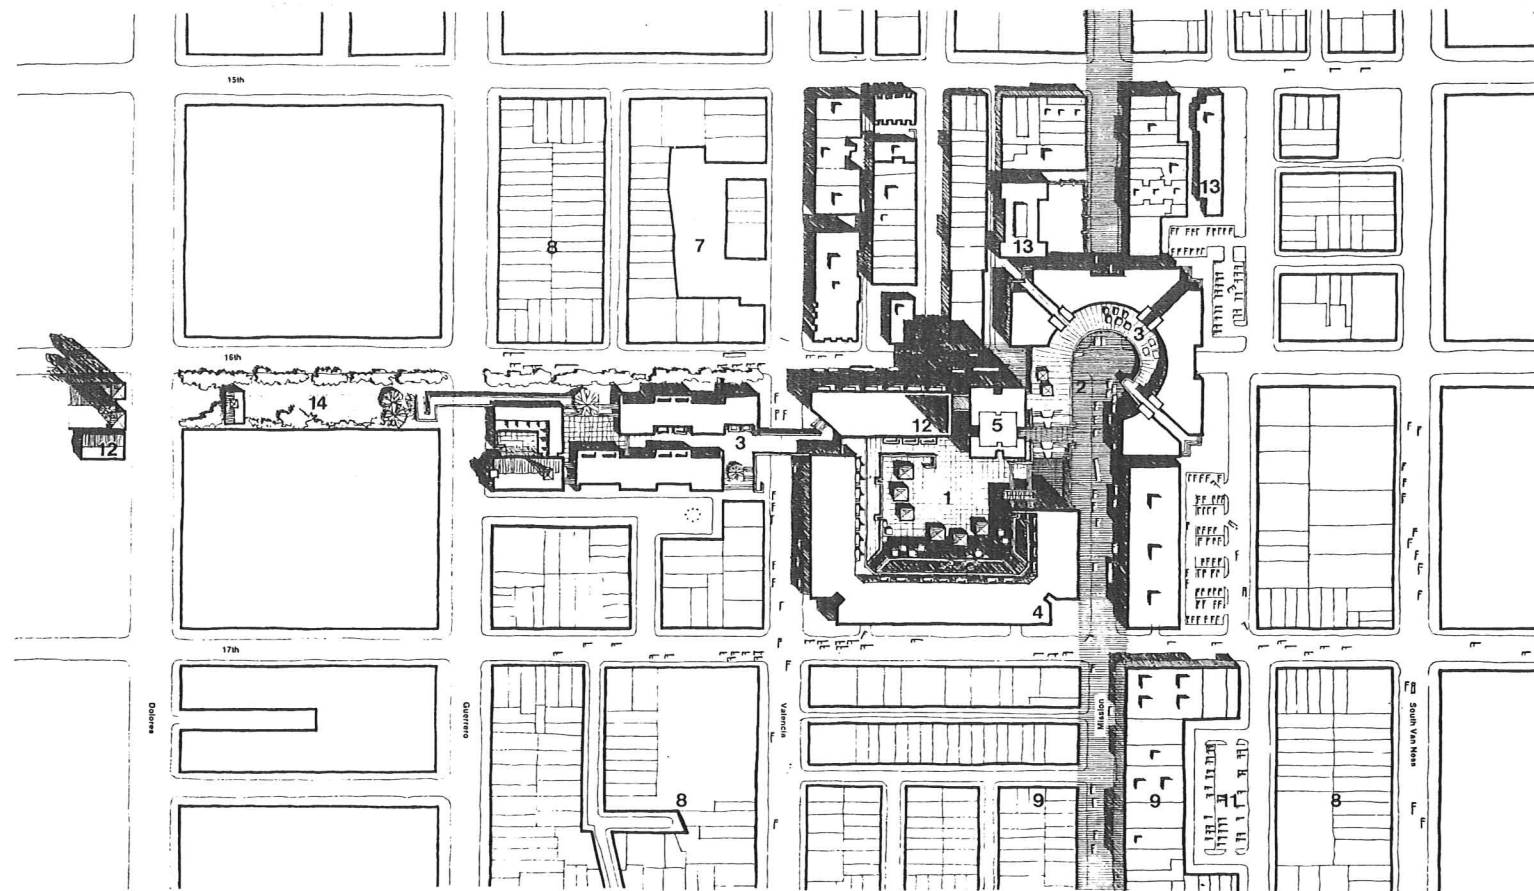 15th
8
7
13
13
16th
3
2
14
12
12
5
3
1
4
17th
Dolores
Guerrero
Valencia
Mission
South Van Ness
8
9
9
11
8